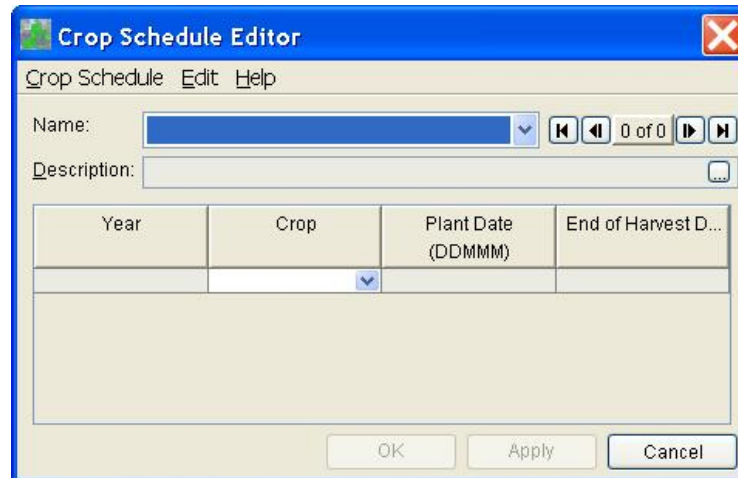 Crop Schedule Editor
Crop Schedule Edit Help
Name: 0 of 0
Description: ...
Year Crop Plant Date (DDMMM) End of Harvest D...
OK Apply Cancel